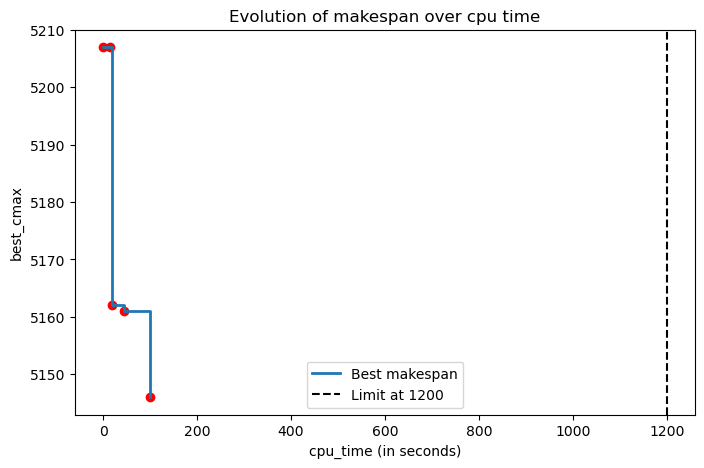 Evolution of makespan over cpu time
5210
5200
5190
5180
5170
5160
5150
best_cmax
0
200
400
600
800
1000
1200
cpu_time (in seconds)
Best makespan
Limit at 1200